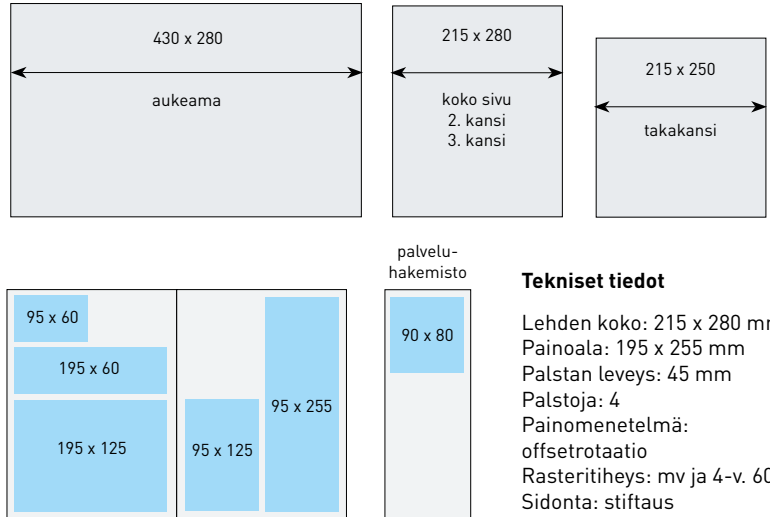 430 x 280
aukeama
215 x 280
koko sivu
2. kansi
3. kansi
215 x 250
takakansi
95 x 60
195 x 60
195 x 125
95 x 125
95 x 255
palvelu-
hakemisto
90 x 80
Tekniset tiedot
Lehden koko: 215 x 280
Painoala: 195 x 255 mm
Palstan leveys: 45 mm
Palstoja: 4
Painomenetelmä:
offsetrotaatio
Rasteritiheys: mv ja 4-v. 60
Sidonta: stiftaus